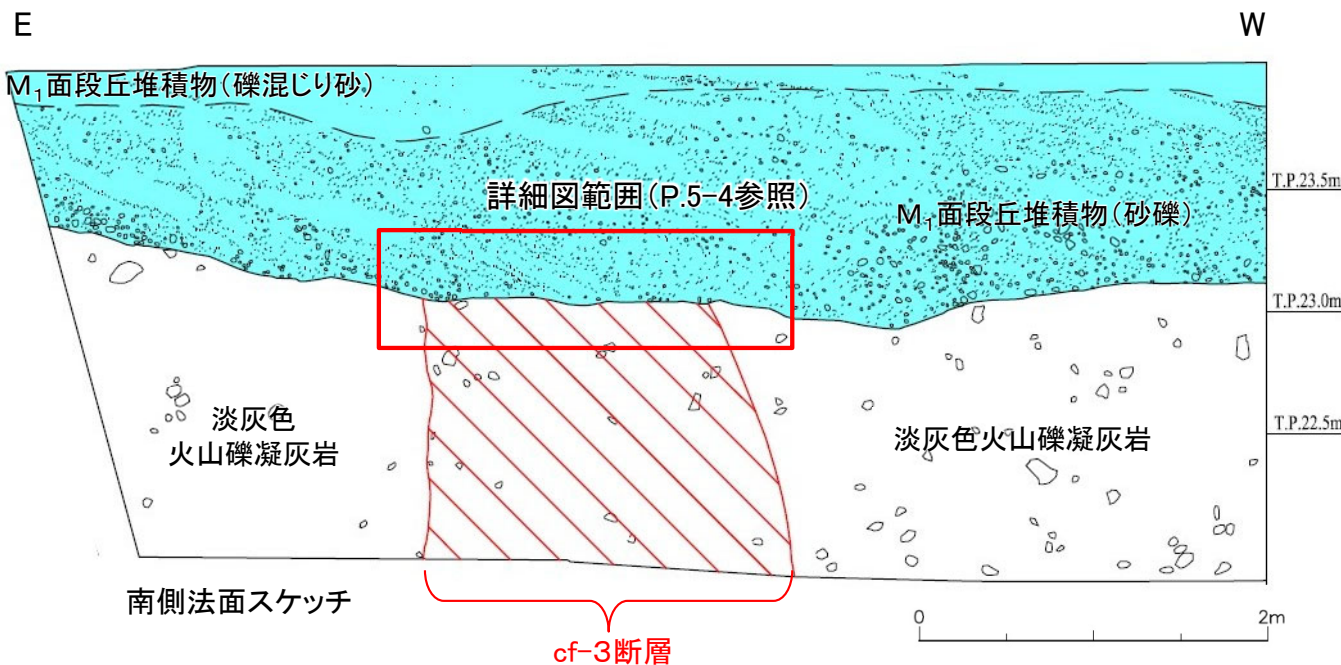 E
W
M₁面段丘堆積物(礫混じり砂)
詳細図範囲(P.5-4参照)
T.P.23.5m
M₁面段丘堆積物(砂礫)
T.P.23.0m
淡灰色
火山礫凝灰岩
淡灰色火山礫凝灰岩
T.P.22.5m
南側法面スケッチ
0
2m
cf-3断層